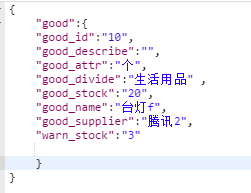 {
"good":{
"good_id":"10",
"good_describe":"",
"good_attr":"个",
"good_divide":"生活用品" ,
"good_stock":"20",
"good_name":"台灯f",
"good_supplier":"腾讯2",
"warn_stock":"3"
}
}